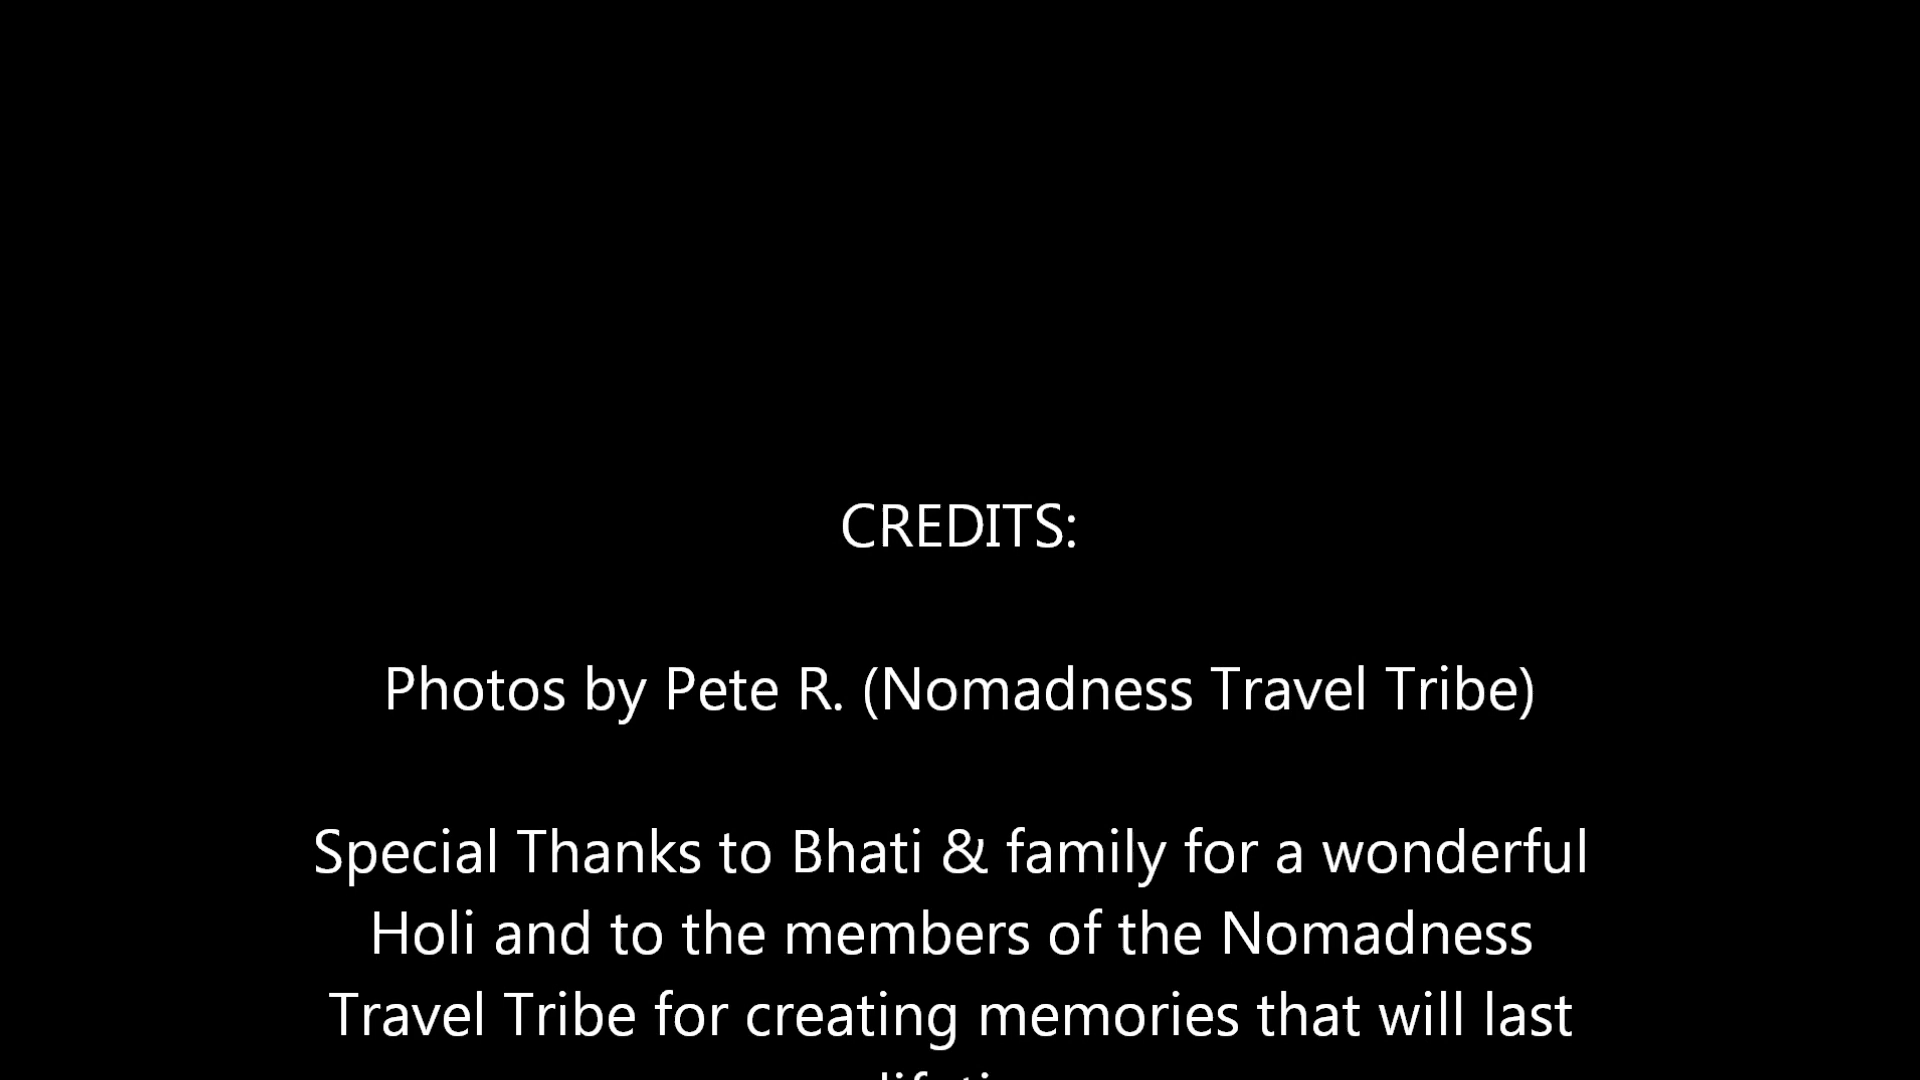 CREDITS:
Photos by Pete R. (Nomadness Travel Tribe)
Special Thanks to Bhati & family for a wonderful
Holi and to the members of the Nomadness
Travel Tribe for creating memories that will last